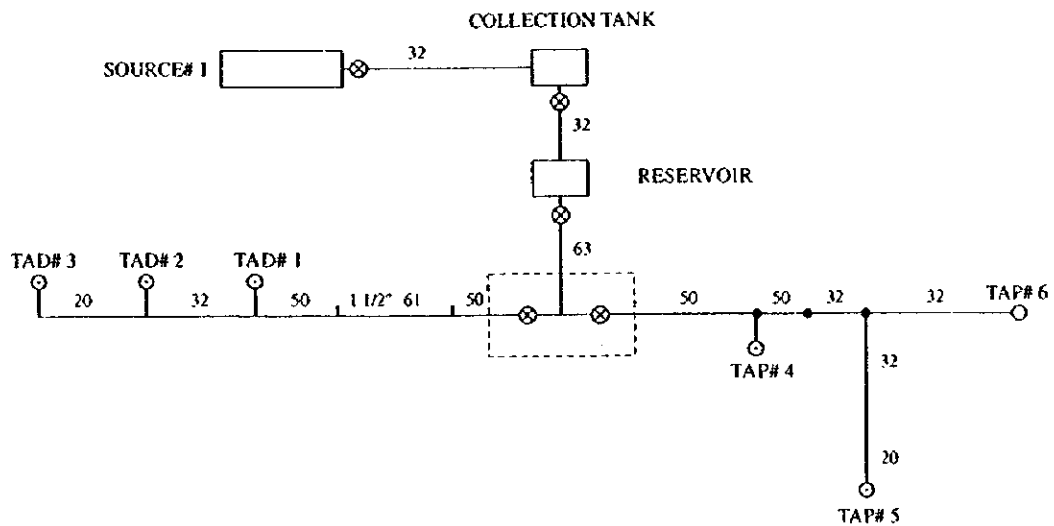 COLLECTION TANK
SOURCE# 1
32
32
RESERVOIR
63
TAD# 3
TAD# 2
TAD# 1
20
32
50
1 1/2" 61
50
50
50
32
32
TAP# 6
TAP# 4
32
20
TAP# 5